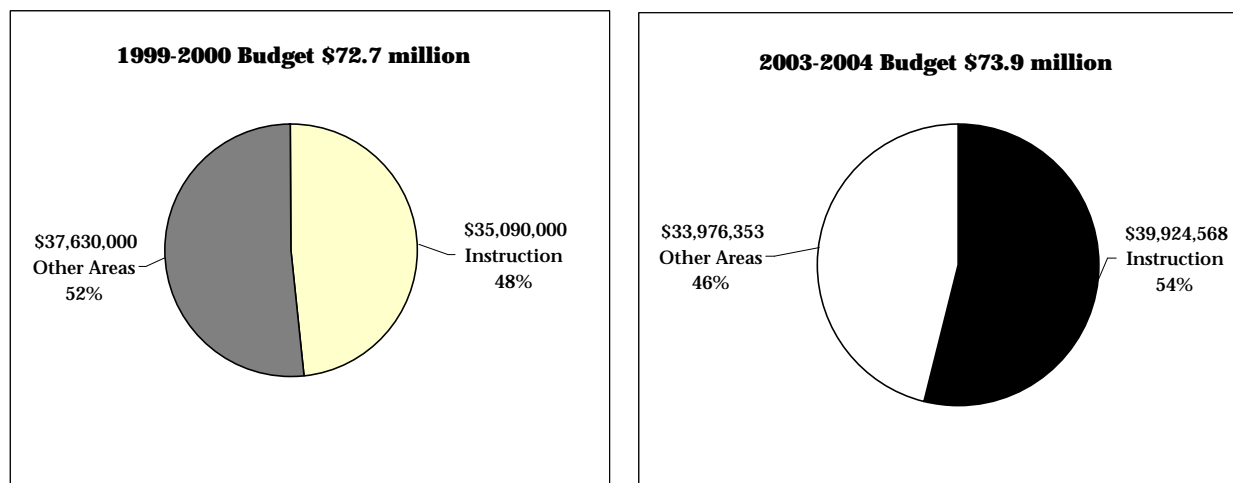 1999-2000 Budget $72.7 million
$37,630,000
Other Areas
52%
$35,090,000
Instruction
48%
2003-2004 Budget $73.9 million
$33,976,353
Other Areas
46%
$39,924,568
Instruction
54%